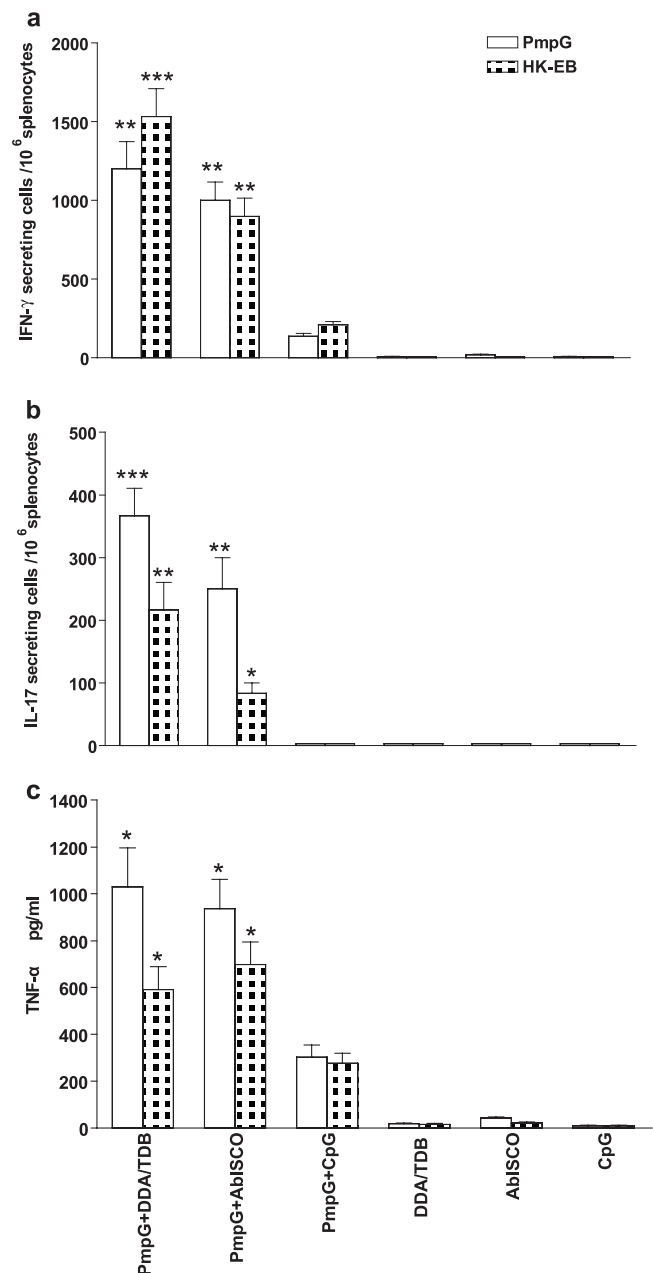 a
PmpG
HK-EB
IFN-γ secreting cells /10 6 splenocytes
2000
1500
1000
500
0
**
***
**
**
b
IL-17 secreting cells /10 6 splenocytes
500
400
300
200
100
0
***
**
**
*
c
TNF-α pg/ml
1400
1200
1000
800
600
400
200
0
*
*
*
*
PmpG+DDA/TDB
PmpG+AbISCO
PmpG+CpG
DDA/TDB
AbISCO
CpG